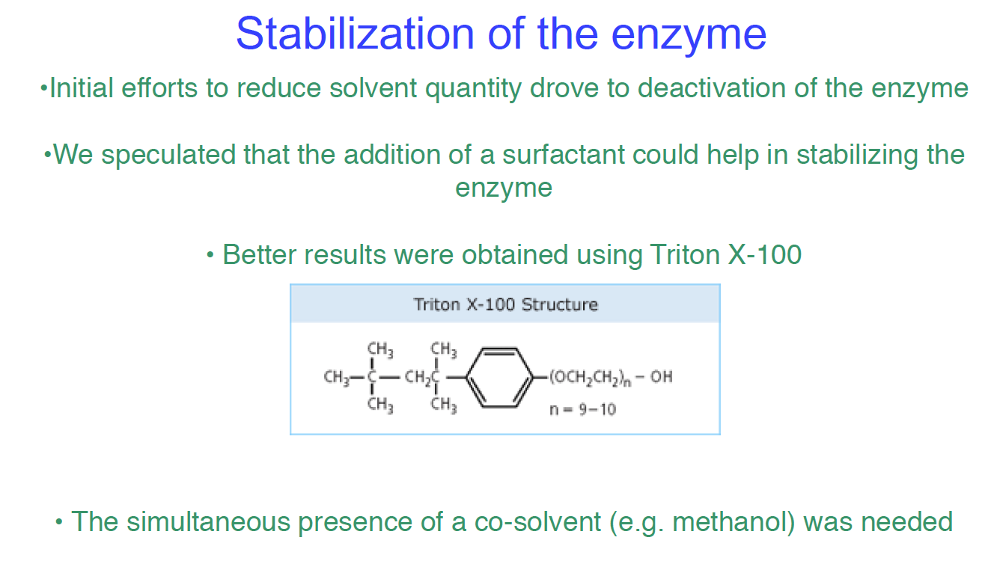 Stabilization of the enzyme
•Initial efforts to reduce solvent quantity drove to deactivation of the enzyme
•We speculated that the addition of a surfactant could help in stabilizing the
enzyme
• Better results were obtained using Triton X-100
Triton X-100 Structure
CH₃ CH₃
CH₃—C—CH₂C— —(OCH₂CH₂)ₙ – OH
CH₃ CH₃
n = 9–10
• The simultaneous presence of a co-solvent (e.g. methanol) was needed